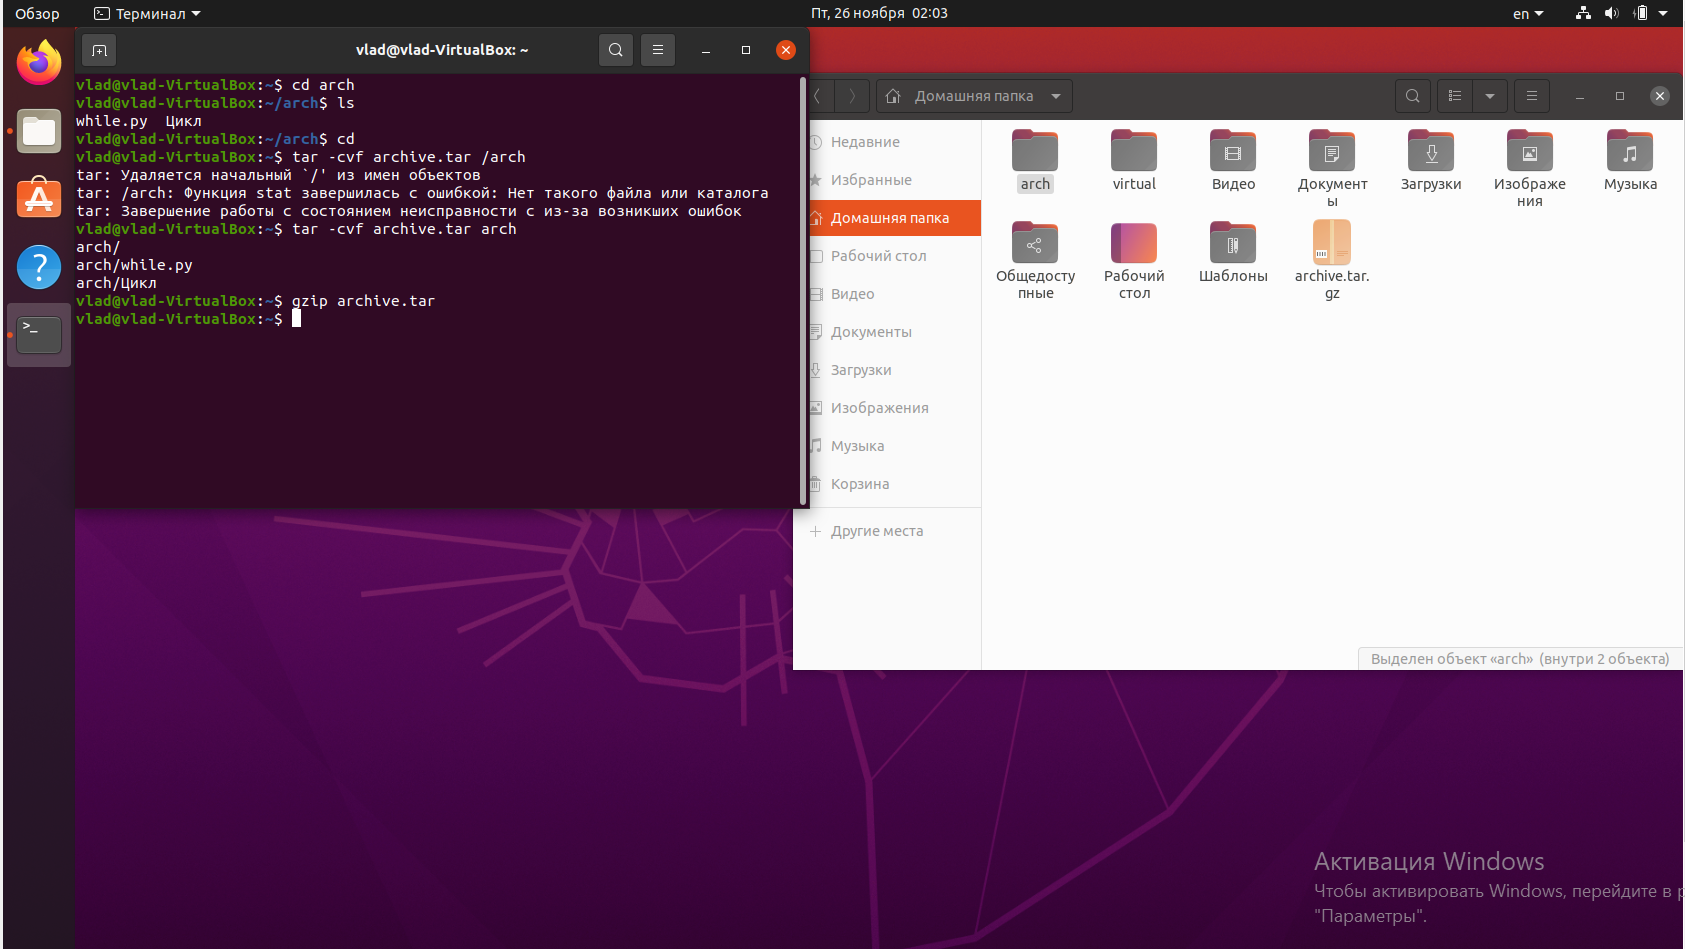 Обзор
Терминал
Пт, 26 ноября 02:03
en
vlad@vlad-VirtualBox: ~
vlad@vlad-VirtualBox:~$ cd arch
vlad@vlad-VirtualBox:~/arch$ ls
while.py  Цикл
vlad@vlad-VirtualBox:~/arch$ cd
vlad@vlad-VirtualBox:~$ tar -cvf archive.tar /arch
tar: Удаляется начальный `/' из имен объектов
tar: /arch: Функция stat завершилась с ошибкой: Нет такого файла или каталога
tar: Завершение работы с состоянием неисправности с из-за возникших ошибок
vlad@vlad-VirtualBox:~$ tar -cvf archive.tar arch
arch/
arch/while.py
arch/Цикл
vlad@vlad-VirtualBox:~$ gzip archive.tar
vlad@vlad-VirtualBox:~$
Домашняя папка
Недавние
Избранные
Домашняя папка
Рабочий стол
Видео
Документы
Загрузки
Изображения
Музыка
Корзина
Другие места
arch
virtual
Видео
Документ
ы
Загрузки
Изображе
ния
Музыка
Общедосту
пные
Рабочий
стол
Шаблоны
archive.tar.
gz
Выделен объект «arch» (внутри 2 объекта)
Активация Windows
Чтобы активировать Windows, перейдите в р
"Параметры".